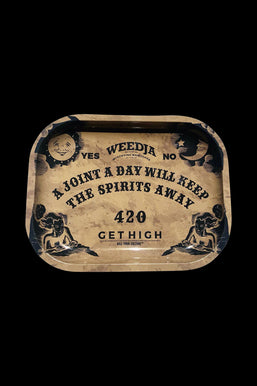 WEEDJA
YES NO
A JOINT A DAY WILL KEEP
THE SPIRITS AWAY
420
GET HIGH